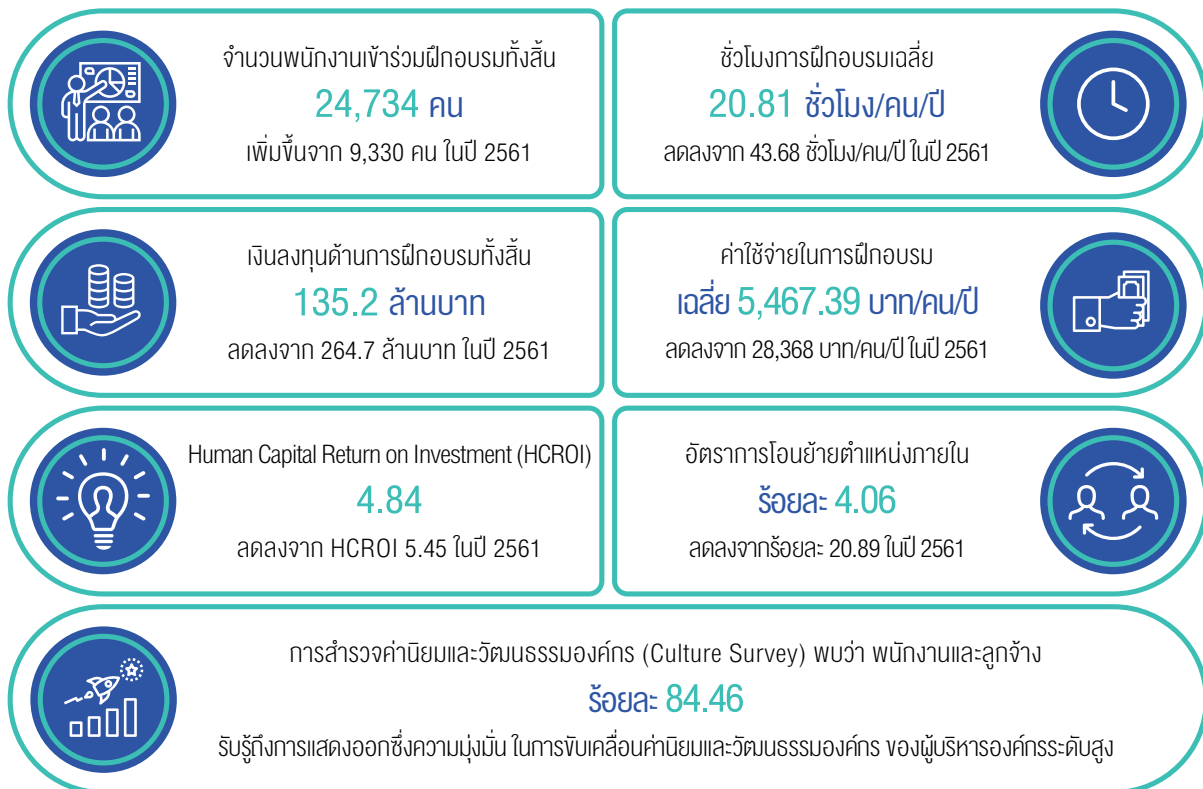 จำนวนพนักงานเข้าร่วมฝึกอบรมทั้งสิ้น
24,734 คน
เพิ่มขึ้นจาก 9,330 คน ในปี 2561
ชั่วโมงการฝึกอบรมเฉลี่ย
20.81 ชั่วโมง/คน/ปี
ลดลงจาก 43.68 ชั่วโมง/คน/ปี ในปี 2561
เงินลงทุนด้านการฝึกอบรมทั้งสิ้น
135.2 ล้านบาท
ลดลงจาก 264.7 ล้านบาท ในปี 2561
ค่าใช้จ่ายในการฝึกอบรม
เฉลี่ย 5,467.39 บาท/คน/ปี
ลดลงจาก 28,368 บาท/คน/ปี ในปี 2561
Human Capital Return on Investment (HCROI)
4.84
ลดลงจาก HCROI 5.45 ในปี 2561
อัตราการโอนย้ายตำแหน่งภายใน
ร้อยละ 4.06
ลดลงจากร้อยละ 20.89 ในปี 2561
การสำรวจค่านิยมและวัฒนธรรมองค์กร (Culture Survey) พบว่า พนักงานและลูกจ้าง
ร้อยละ 84.46
รับรู้ถึงการแสดงออกซึ่งความมุ่งมั่น ในการขับเคลื่อนค่านิยมและวัฒนธรรมองค์กร ของผู้บริหารองค์กรระดับสูง